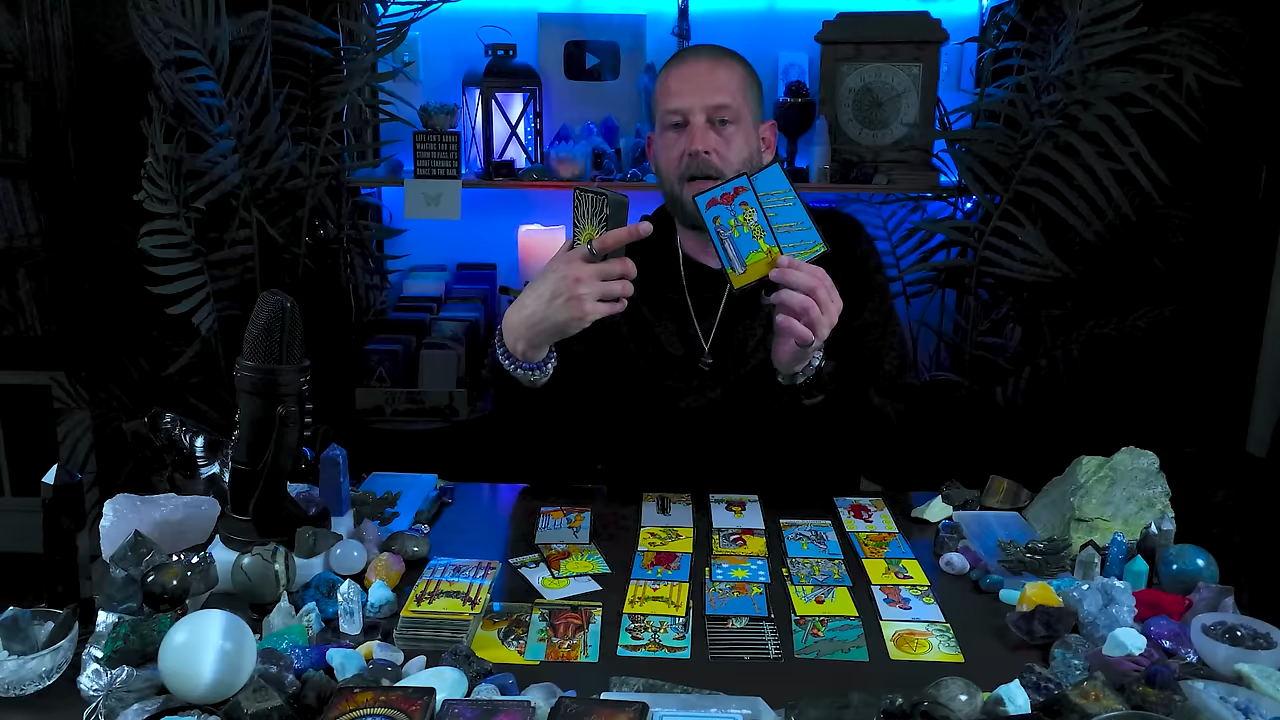 LIFE ISN'T ABOUT
WAITING FOR THE
STORM TO PASS, IT'S
ABOUT LEARNING TO
DANCE IN THE RAIN.